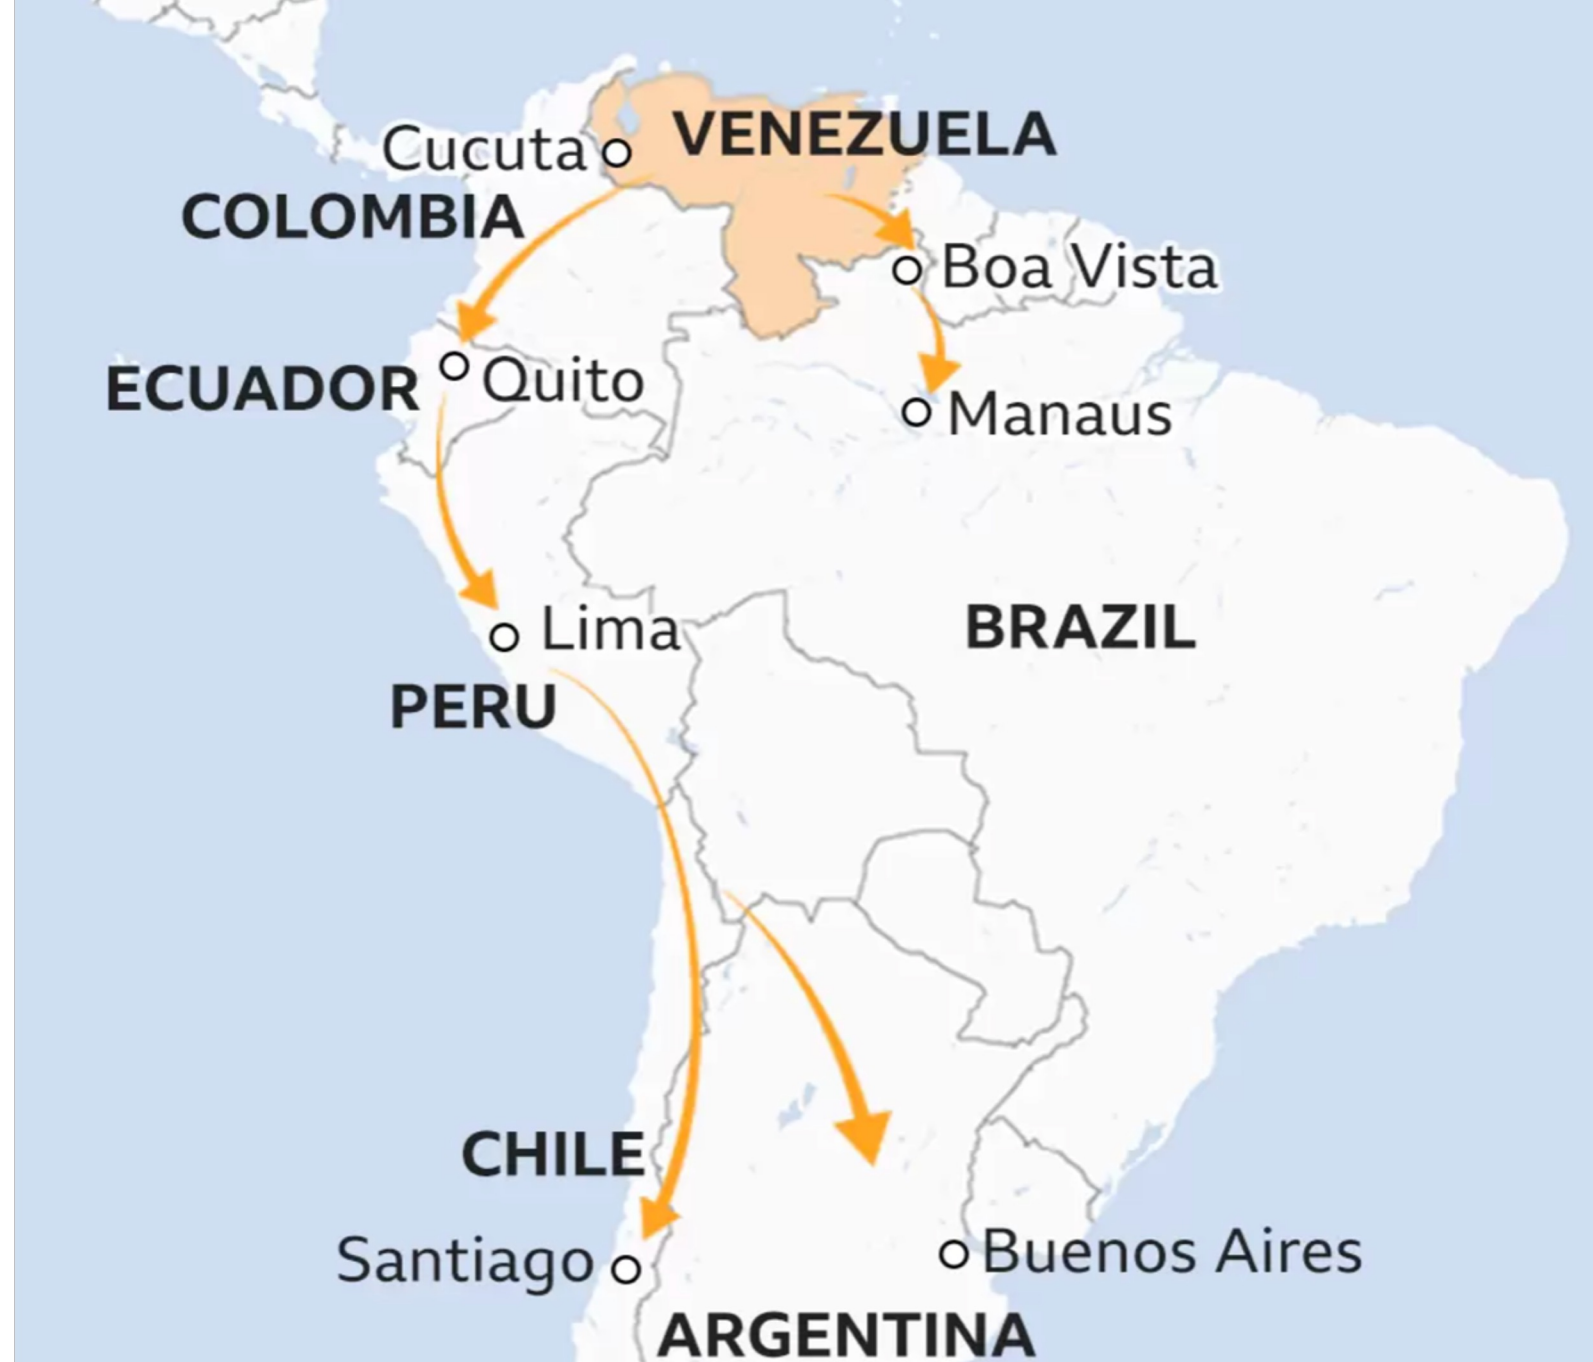 VENEZUELA
Cucuta
COLOMBIA
Boa Vista
ECUADOR
Quito
Manaus
BRAZIL
Lima
PERU
CHILE
Santiago
Buenos Aires
ARGENTINA